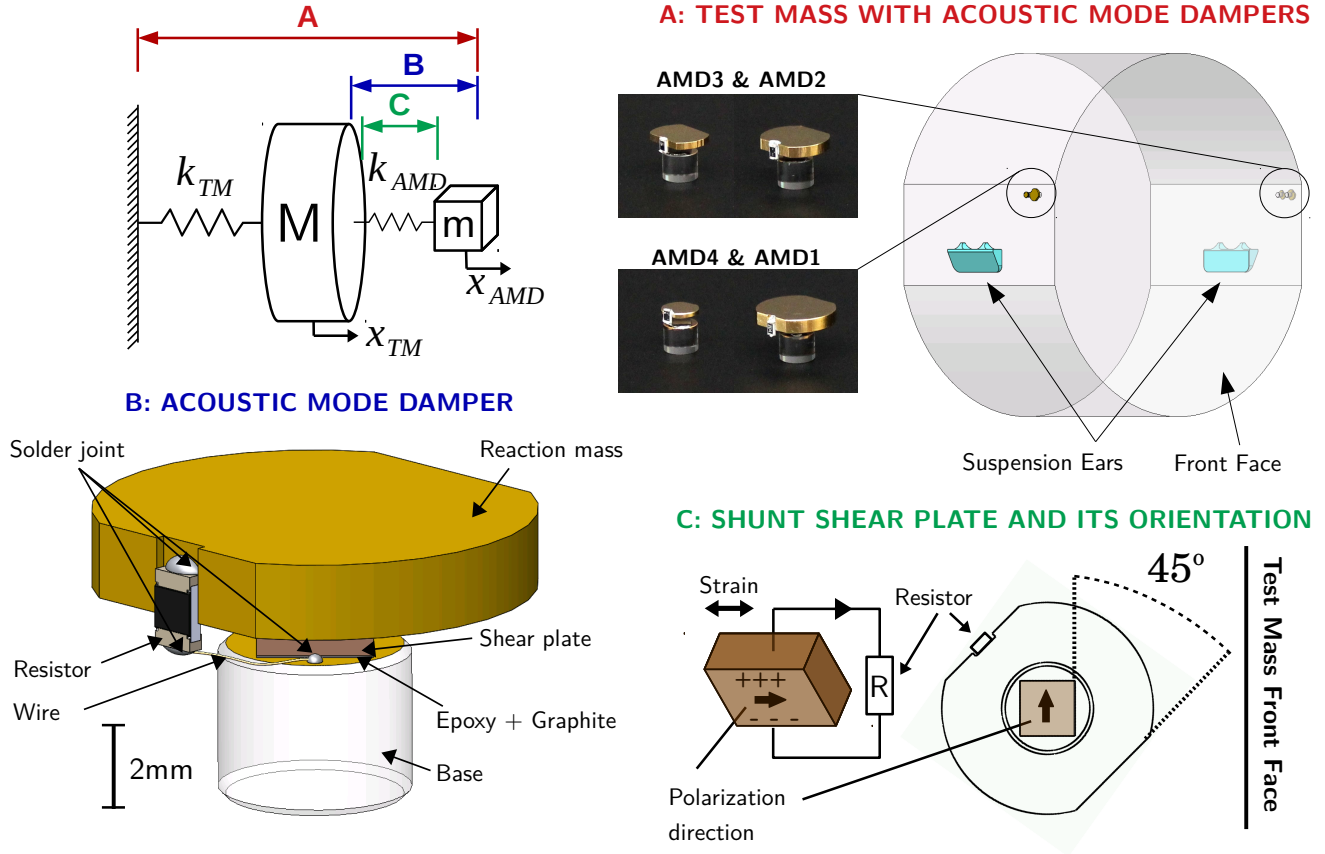 A
B
C
k_TM
M
k_AMD
m
x_AMD
x_TM
A: TEST MASS WITH ACOUSTIC MODE DAMPERS
AMD3 & AMD2
AMD4 & AMD1
Suspension Ears
Front Face
B: ACOUSTIC MODE DAMPER
Solder joint
Reaction mass
Shear plate
Resistor
Wire
Epoxy + Graphite
Base
2mm
C: SHUNT SHEAR PLATE AND ITS ORIENTATION
Strain
Resistor
45°
+++
- - -
R
Polarization
direction
Test Mass Front Face